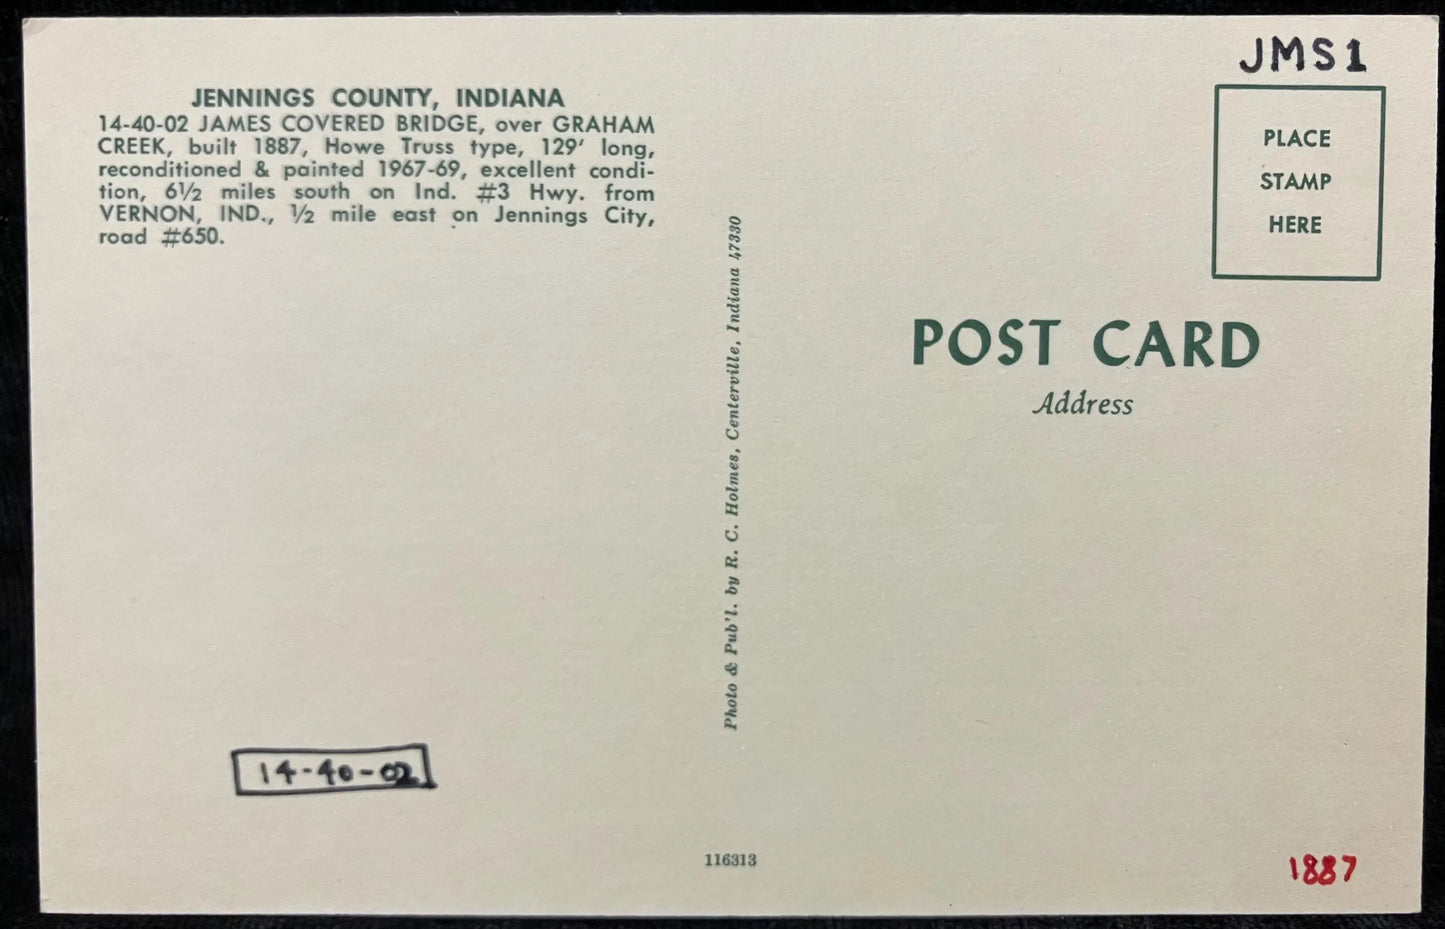 JMS1
JENNINGS COUNTY, INDIANA
14-40-02 JAMES COVERED BRIDGE, over GRAHAM
CREEK, built 1887, Howe Truss type, 129' long,
reconditioned & painted 1967-69, excellent condi-
tion, 6½ miles south on Ind. #3 Hwy. from
VERNON, IND., ½ mile east on Jennings City,
road #650.
PLACE
STAMP
HERE
Photo & Pub'l. by R. C. Holmes, Centerville, Indiana 47330
POST CARD
Address
14-40-02
116313
1887